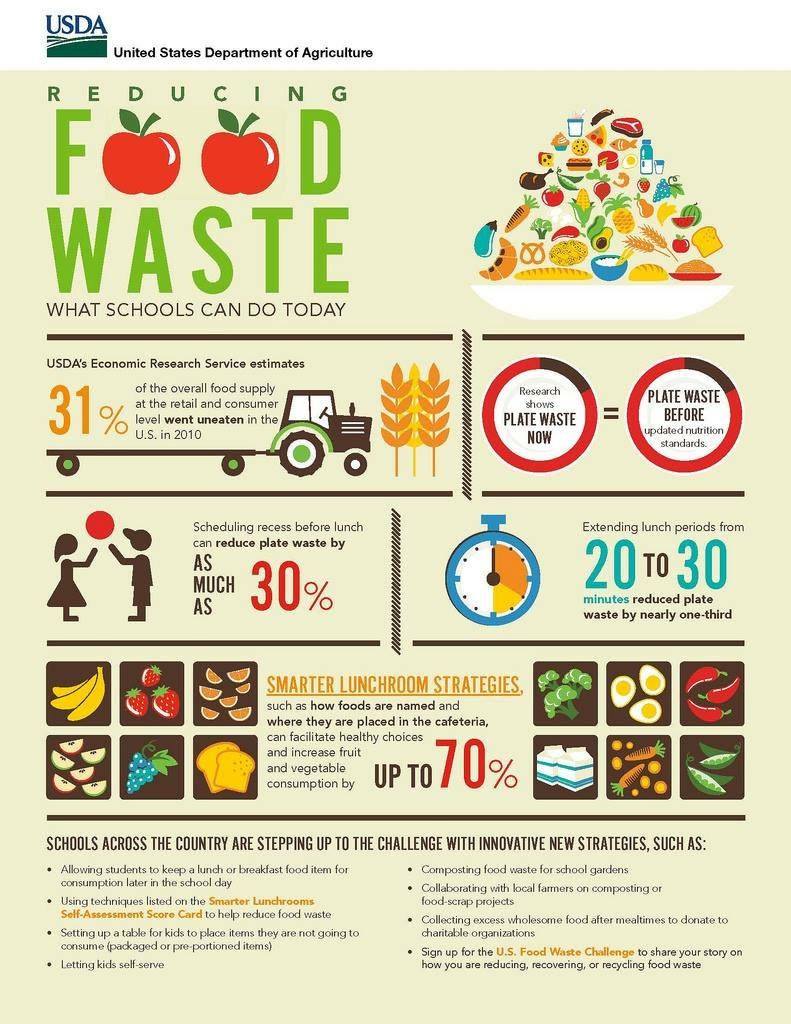 USDA
United States Department of Agriculture
REDUCING
FOOD
WASTE
WHAT SCHOOLS CAN DO TODAY
USDA's Economic Research Service estimates
31%
of the overall food supply
at the retail and consumer
level went uneaten in the
U.S. in 2010
Research
shows
PLATE WASTE
NOW
=
PLATE WASTE
BEFORE
updated nutrition
standards.
Scheduling recess before lunch
can reduce plate waste by
AS
MUCH
AS
30%
Extending lunch periods from
20 TO 30
minutes reduced plate
waste by nearly one-third
SMARTER LUNCHROOM STRATEGIES,
such as how foods are named and
where they are placed in the cafeteria,
can facilitate healthy choices
and increase fruit
and vegetable
consumption by
UP TO 70%
SCHOOLS ACROSS THE COUNTRY ARE STEPPING UP TO THE CHALLENGE WITH INNOVATIVE NEW STRATEGIES, SUCH AS:
• Allowing students to keep a lunch or breakfast food item for
consumption later in the school day
• Using techniques listed on the Smarter Lunchrooms
Self-Assessment Score Card to help reduce food waste
• Setting up a table for kids to place items they are not going to
consume (packaged or pre-portioned items)
• Letting kids self-serve
• Composting food waste for school gardens
• Collaborating with local farmers on composting or
food-scrap projects
• Collecting excess wholesome food after mealtimes to donate to
charitable organizations
• Sign up for the U.S. Food Waste Challenge to share your story on
how you are reducing, recovering, or recycling food waste